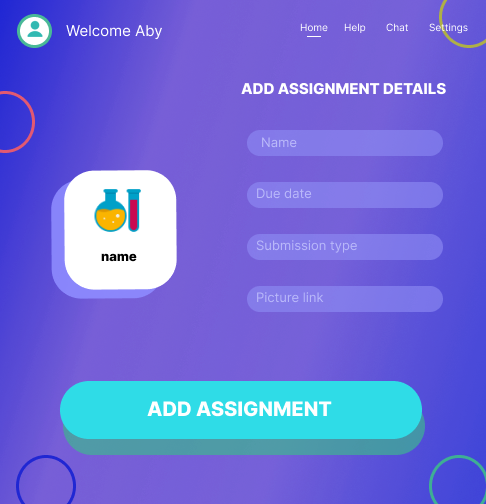 Welcome Aby
Home Help Chat Settings
ADD ASSIGNMENT DETAILS
Name
Due date
Submission type
Picture link
name
ADD ASSIGNMENT